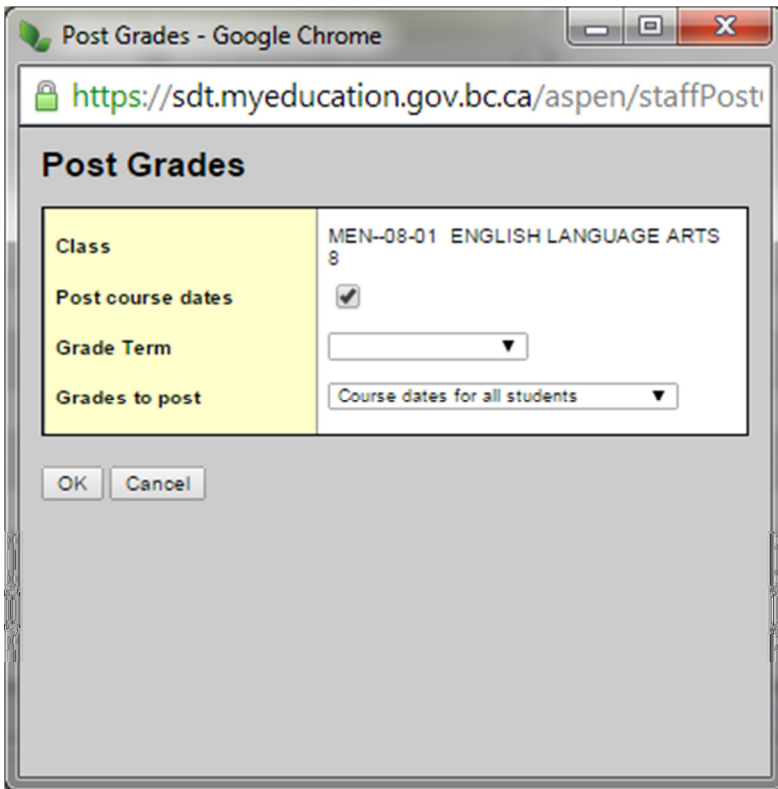 Post Grades - Google Chrome
https://sdt.myeducation.gov.bc.ca/aspen/staffPost
Post Grades
Class
MEN--08-01 ENGLISH LANGUAGE ARTS
8
Post course dates
Grade Term
Grades to post
Course dates for all students
OK
Cancel